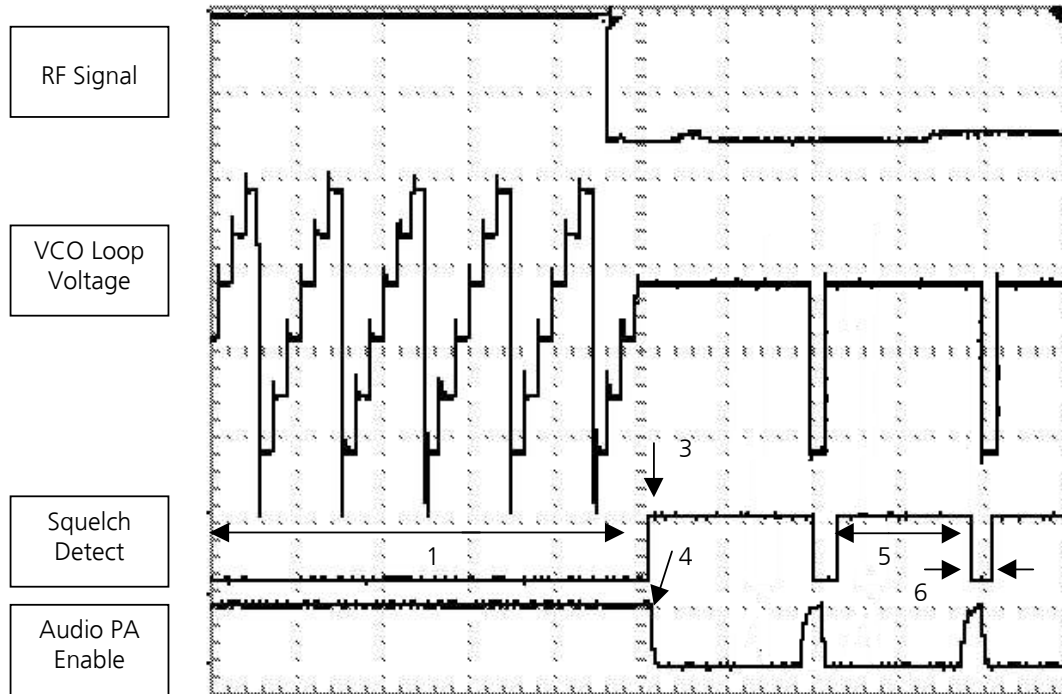 RF Signal
VCO Loop
Voltage
3
Squelch
Detect
1
4
5
6
Audio PA
Enable